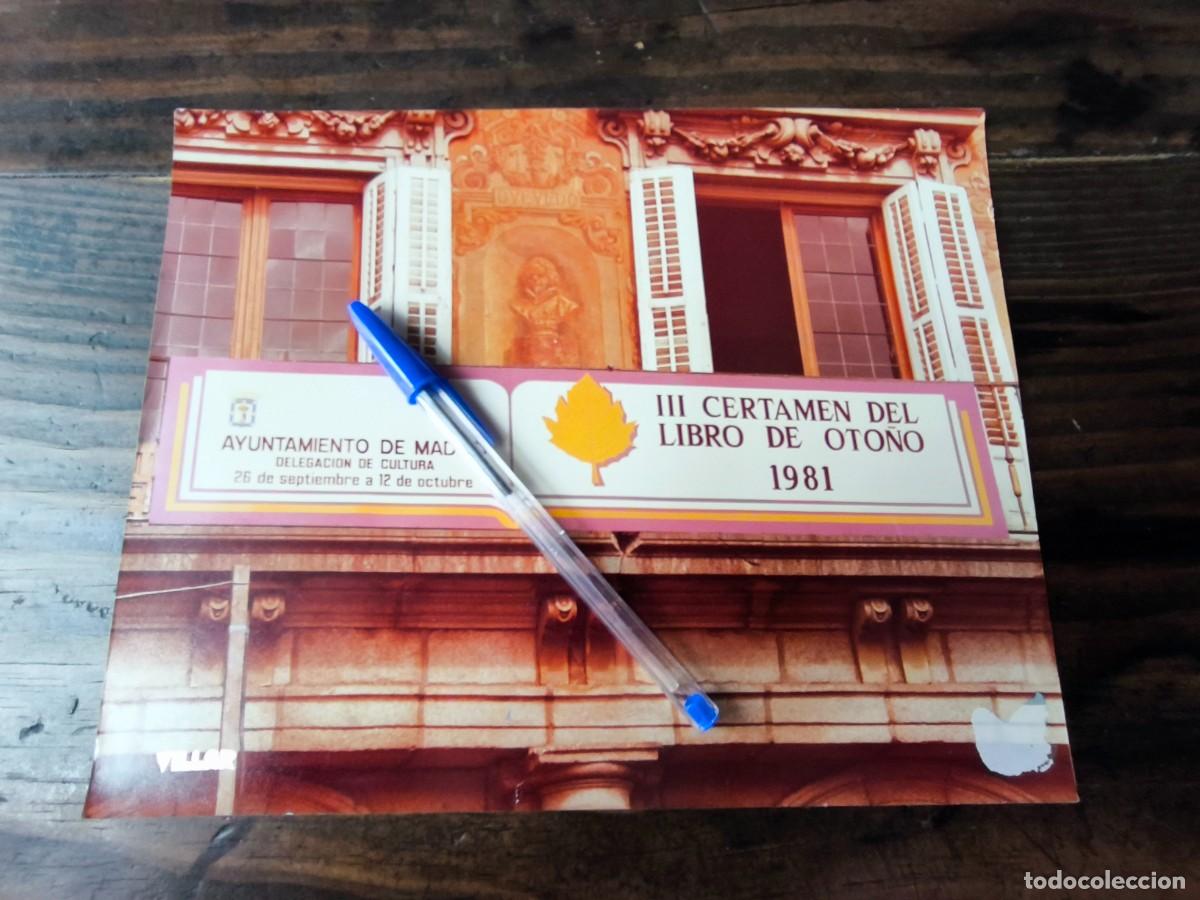 AYUNTAMIENTO DE MAD
DELEGACION DE CULTURA
26 de septiembre a 12 de octubre
III CERTAMEN DEL
LIBRO DE OTOÑO
1981
VILLAR
todocoleccion